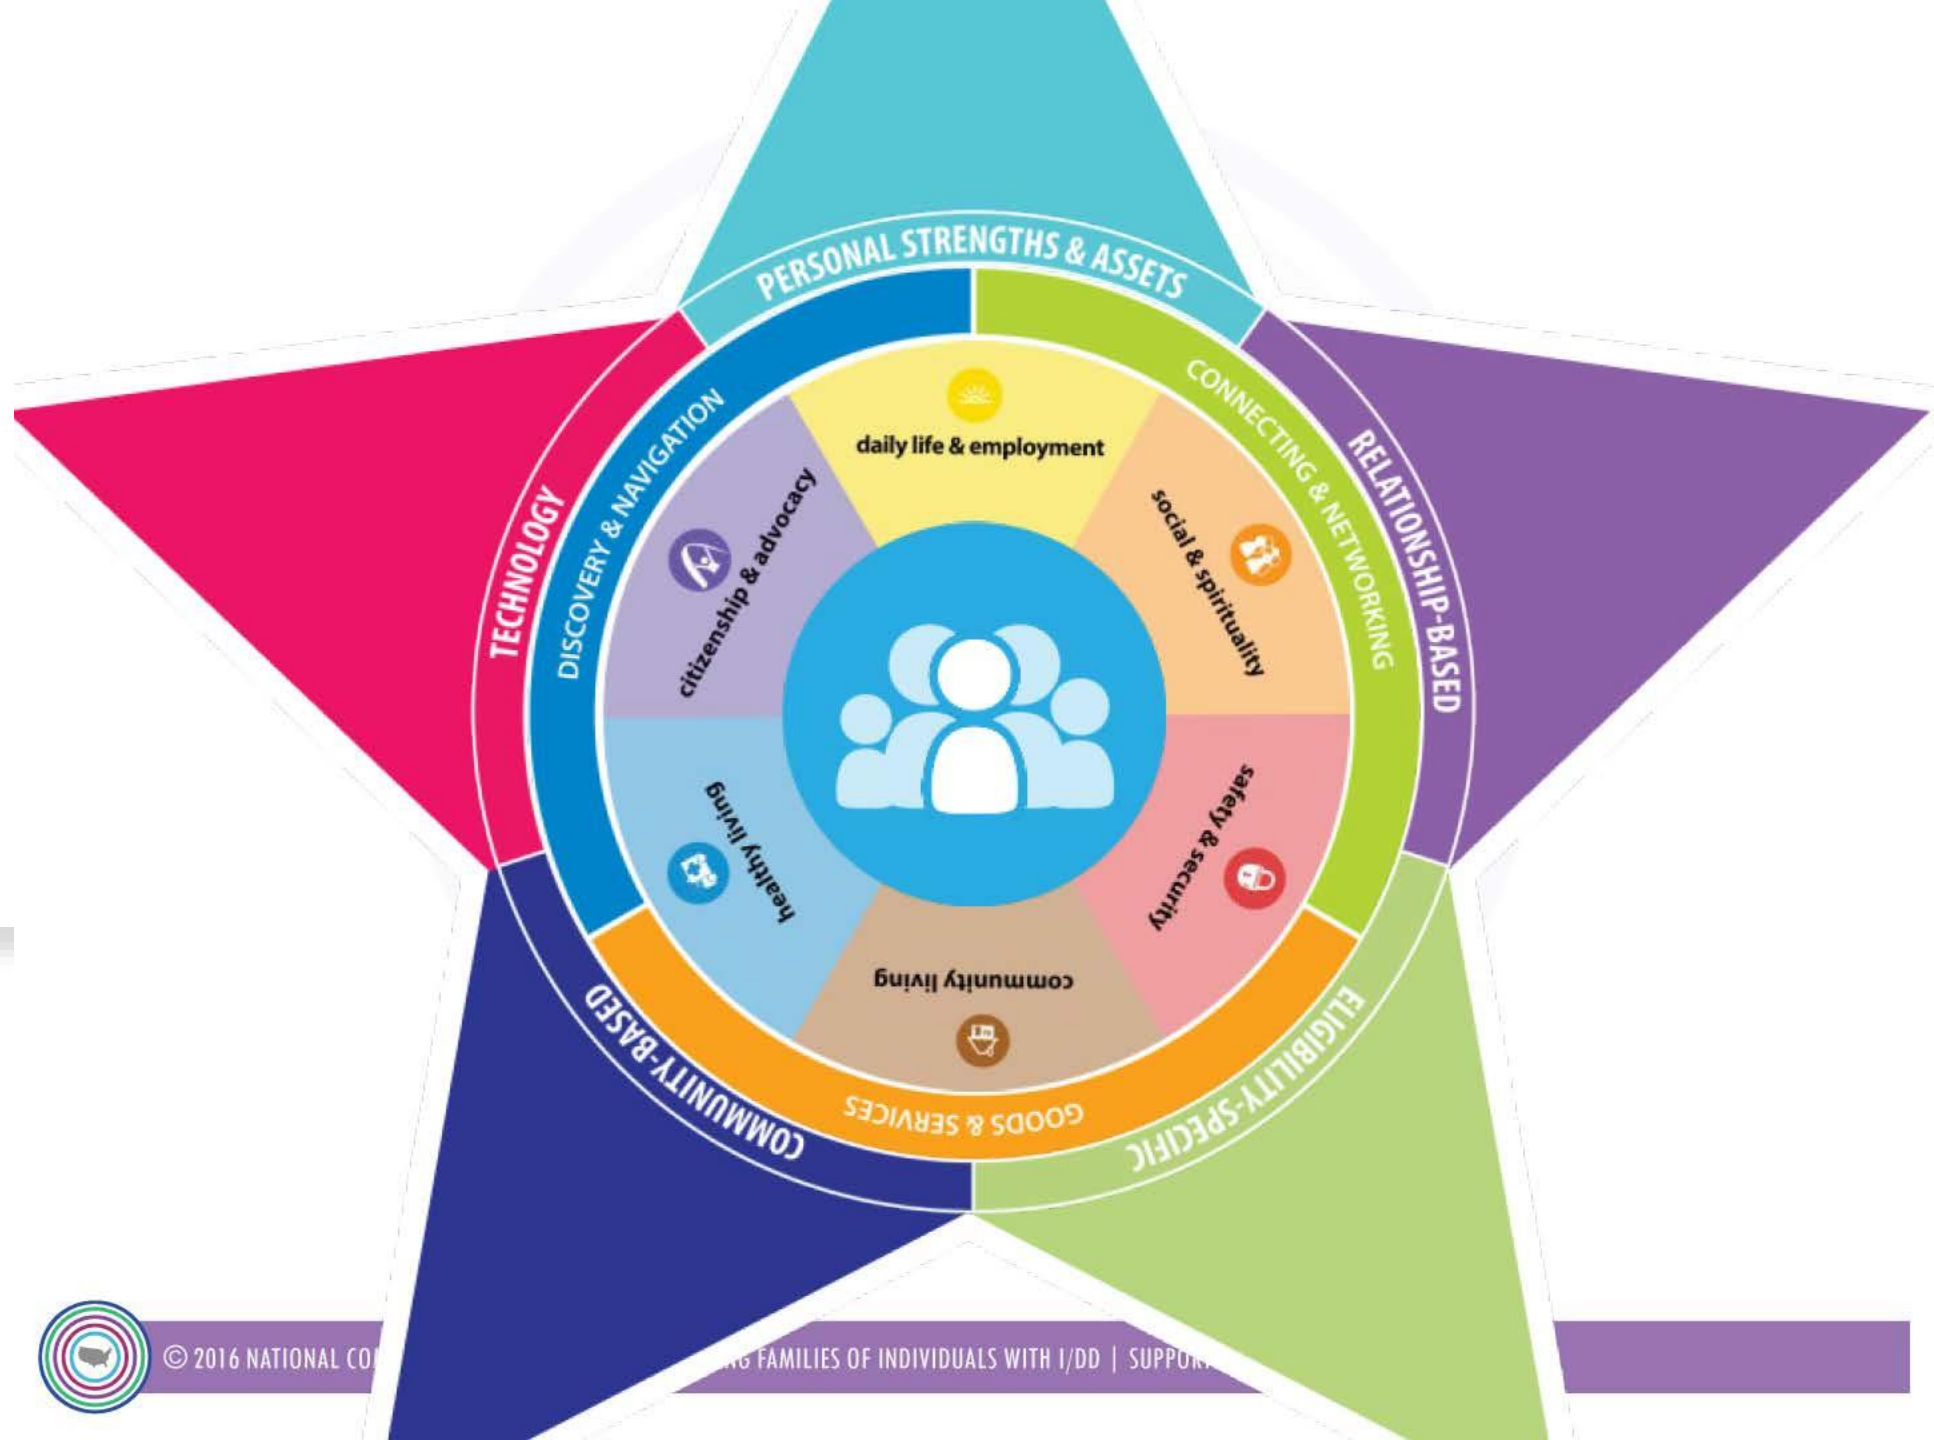 PERSONAL STRENGTHS & ASSETS
TECHNOLOGY
RELATIONSHIP-BASED
DISCOVERY & NAVIGATION
CONNECTING & NETWORKING
daily life & employment
citizenship & advocacy
social & spirituality
healthy living
safety & security
community living
GOODS & SERVICES
COMMUNITY-BASED
ELIGIBILITY-SPECIFIC
© 2016 NATIONAL FAMILIES OF INDIVIDUALS WITH I/DD |